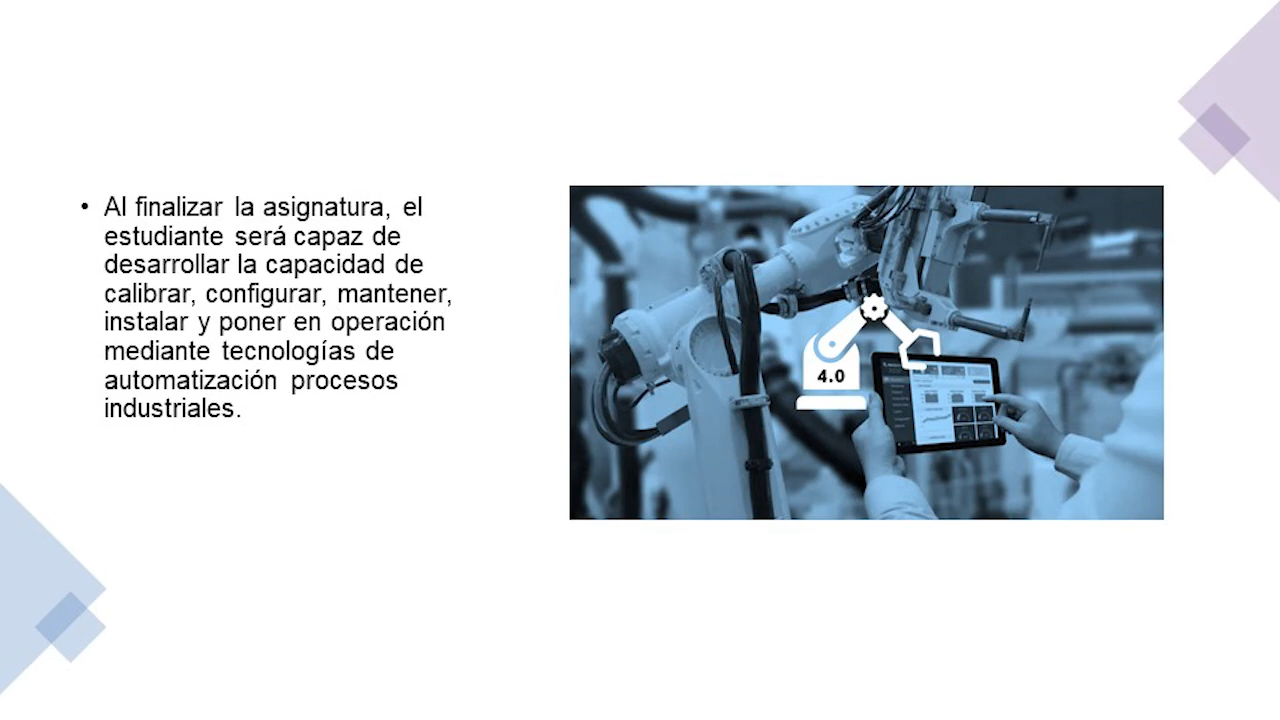 • Al finalizar la asignatura, el
estudiante será capaz de
desarrollar la capacidad de
calibrar, configurar, mantener,
instalar y poner en operación
mediante tecnologías de
automatización procesos
industriales.
4.0